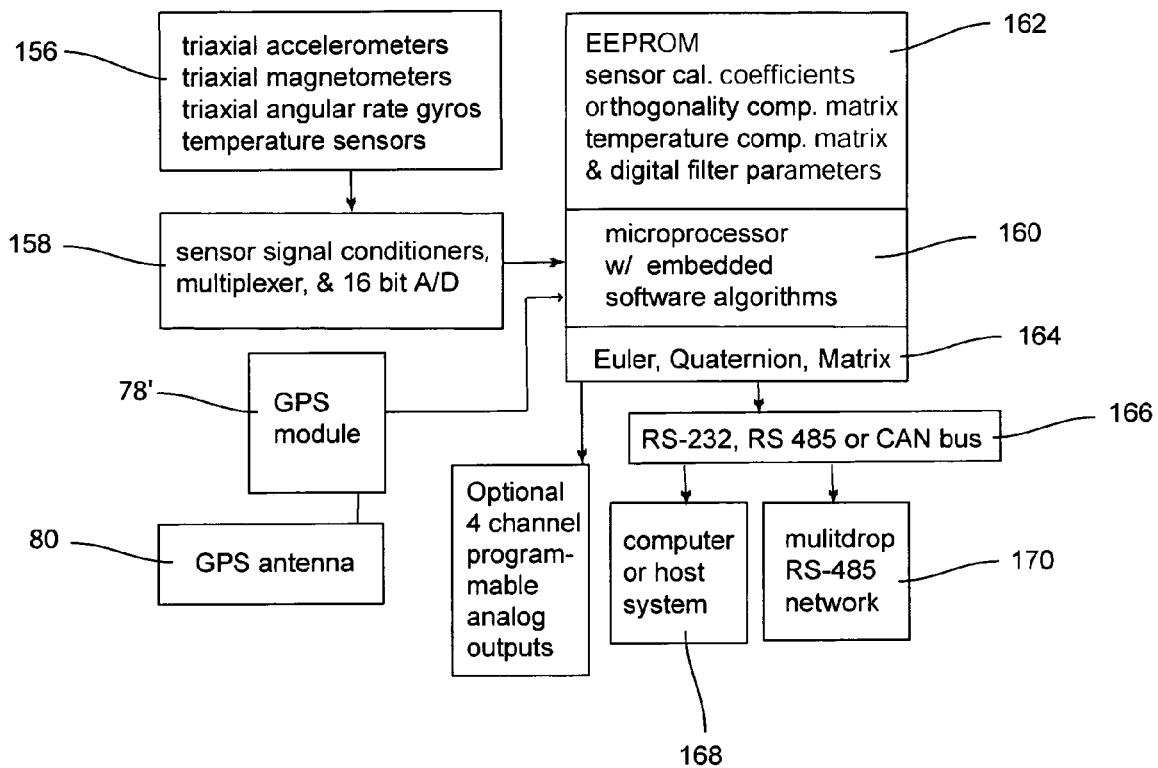 156
triaxial accelerometers
triaxial magnetometers
triaxial angular rate gyros
temperature sensors
EEPROM
sensor cal. coefficients
orthogonality comp. matrix
temperature comp. matrix
& digital filter parameters
162
158
sensor signal conditioners,
multiplexer, & 16 bit A/D
microprocessor
w/ embedded
software algorithms
160
Euler, Quaternion, Matrix
164
78'
GPS
module
RS-232, RS 485 or CAN bus
166
80
GPS antenna
Optional
4 channel
program-
mable
analog
outputs
computer
or host
system
mulitdrop
RS-485
network
170
168